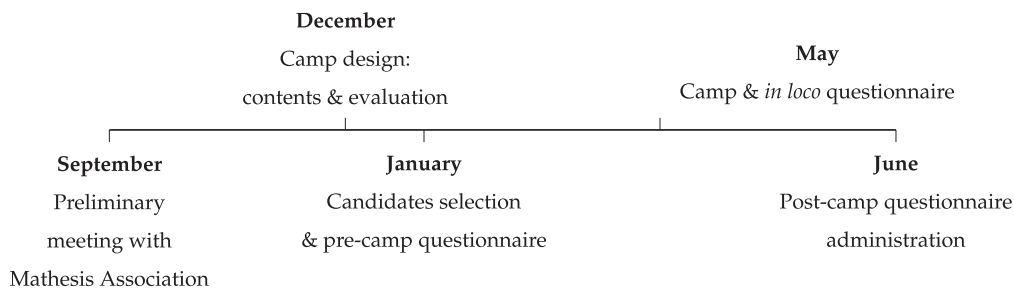 December
Camp design:
contents & evaluation
May
Camp & in loco questionnaire
September
Preliminary
meeting with
Mathesis Association
January
Candidates selection
& pre-camp questionnaire
June
Post-camp questionnaire
administration